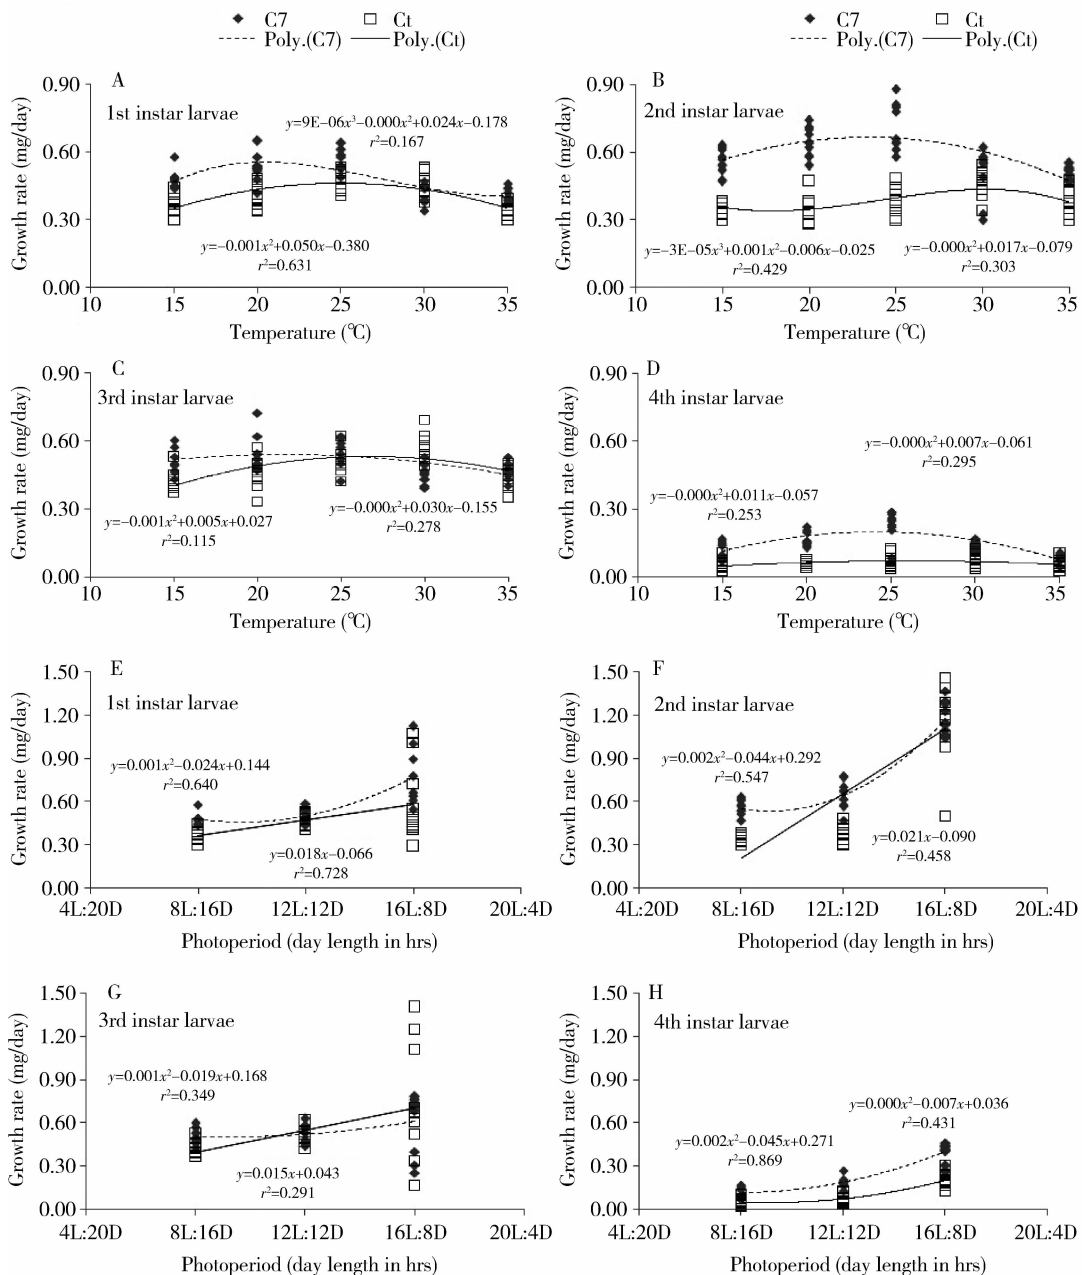 C7 Ct
Poly.(C7) Poly.(Ct)
C7 Ct
Poly.(C7) Poly.(Ct)
A
1st instar larvae
Growth rate (mg/day)
0.90
0.60
0.30
0.00
y=9E-06x³−0.000x²+0.024x−0.178
r²=0.167
y=−0.001x²+0.050x−0.380
r²=0.631
10 15 20 25 30 35
Temperature (℃)
B
2nd instar larvae
Growth rate (mg/day)
0.90
0.60
0.30
0.00
y=−3E-05x³+0.001x²−0.006x−0.025
r²=0.429
y=−0.000x²+0.017x−0.079
r²=0.303
10 15 20 25 30 35
Temperature (℃)
C
3rd instar larvae
Growth rate (mg/day)
0.90
0.60
0.30
0.00
y=−0.001x²+0.005x+0.027
r²=0.115
y=−0.000x²+0.030x−0.155
r²=0.278
10 15 20 25 30 35
Temperature (℃)
D
4th instar larvae
Growth rate (mg/day)
0.90
0.60
0.30
0.00
y=−0.000x²+0.007x−0.061
r²=0.295
y=−0.000x²+0.011x−0.057
r²=0.253
10 15 20 25 30 35
Temperature (℃)
E
1st instar larvae
Growth rate (mg/day)
1.50
1.20
0.90
0.60
0.30
0.00
y=0.001x²−0.024x+0.144
r²=0.640
y=0.018x−0.066
r²=0.728
4L:20D 8L:16D 12L:12D 16L:8D 20L:4D
Photoperiod (day length in hrs)
F
2nd instar larvae
Growth rate (mg/day)
1.50
1.20
0.90
0.60
0.30
0.00
y=0.002x²−0.044x+0.292
r²=0.547
y=0.021x−0.090
r²=0.458
4L:20D 8L:16D 12L:12D 16L:8D 20L:4D
Photoperiod (day length in hrs)
G
3rd instar larvae
Growth rate (mg/day)
1.50
1.20
0.90
0.60
0.30
0.00
y=0.001x²−0.019x+0.168
r²=0.349
y=0.015x+0.043
r²=0.291
4L:20D 8L:16D 12L:12D 16L:8D 20L:4D
Photoperiod (day length in hrs)
H
4th instar larvae
Growth rate (mg/day)
1.50
1.20
0.90
0.60
0.30
0.00
y=0.000x²−0.007x+0.036
r²=0.431
y=0.002x²−0.045x+0.271
r²=0.869
4L:20D 8L:16D 12L:12D 16L:8D 20L:4D
Photoperiod (day length in hrs)